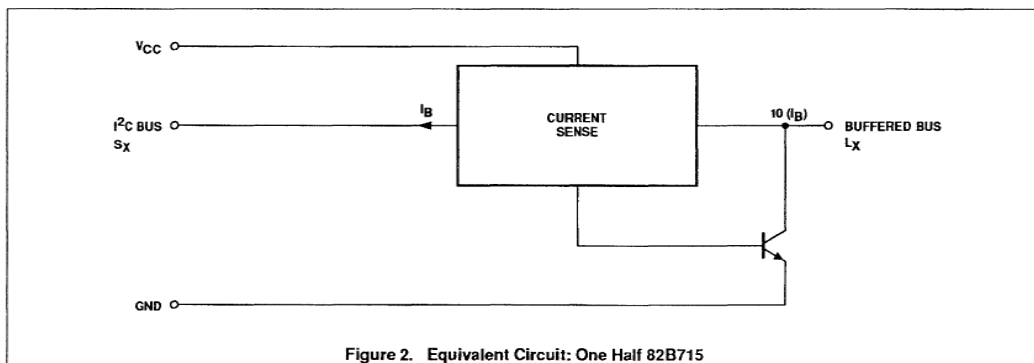 VCC
I²C BUS
SX
IB
CURRENT
SENSE
10 (IB)
BUFFERED BUS
LX
GND
Figure 2. Equivalent Circuit: One Half 82B715